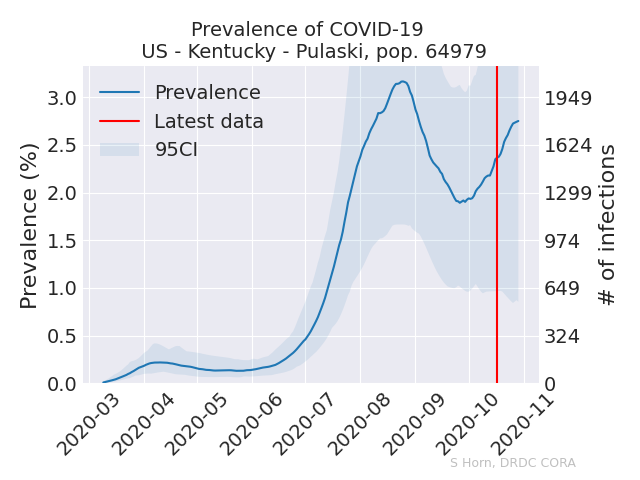 Prevalence of COVID-19
US - Kentucky - Pulaski, pop. 64979
Prevalence
Latest data
95CI
Prevalence (%)
3.0
2.5
2.0
1.5
1.0
0.5
0.0
1949
1624
1299
974
649
324
0
# of infections
2020-03
2020-04
2020-05
2020-06
2020-07
2020-08
2020-09
2020-10
2020-11
S Horn, DRDC CORA